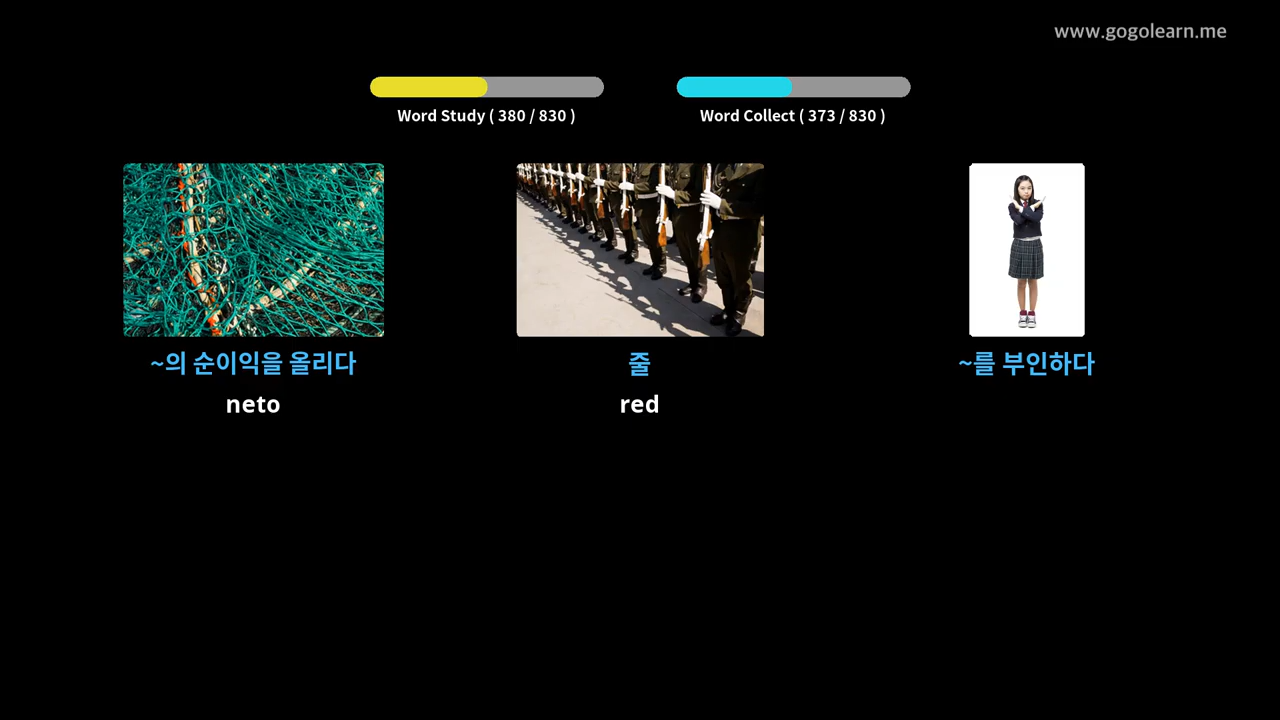 www.gogolearn.me
Word Study ( 380 / 830 )
Word Collect ( 373 / 830 )
~의 순이익을 올리다
줄
~를 부인하다
neto
red